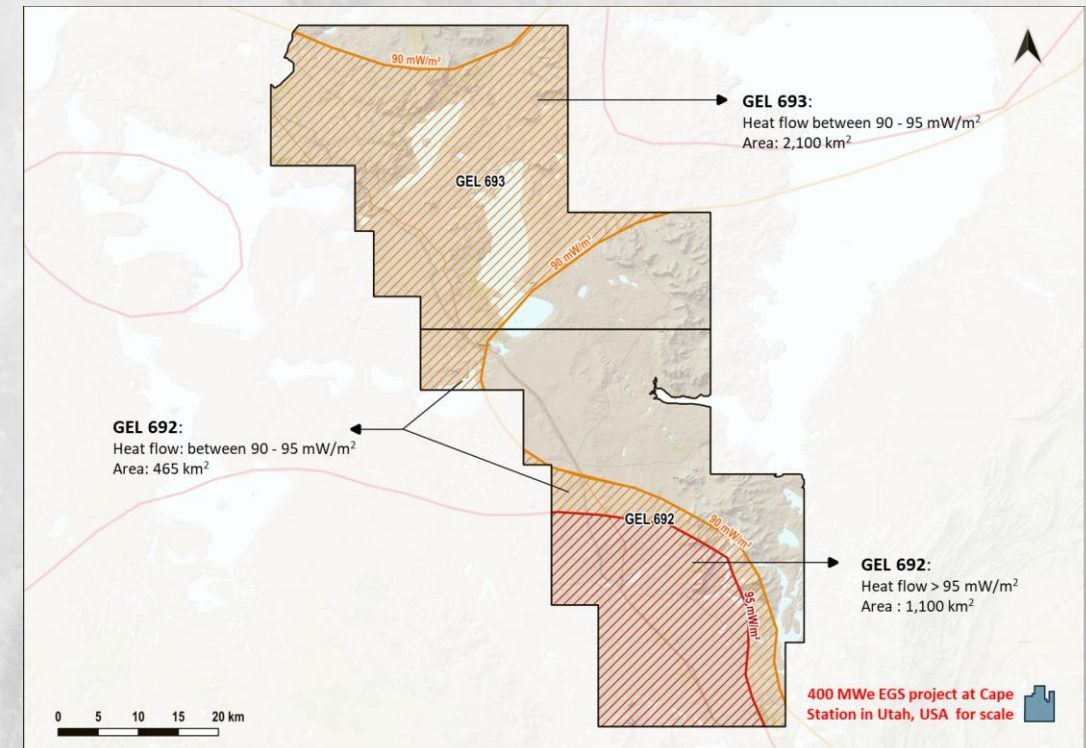 90 mW/m²
GEL 693:
Heat flow between 90 - 95 mW/m²
Area: 2,100 km²
GEL 693
90 mW/m²
GEL 692:
Heat flow: between 90 - 95 mW/m²
Area: 465 km²
GEL 692
90 mW/m²
95 mW/m²
GEL 692:
Heat flow > 95 mW/m²
Area : 1,100 km²
400 MWe EGS project at Cape
Station in Utah, USA for scale
0 5 10 15 20 km